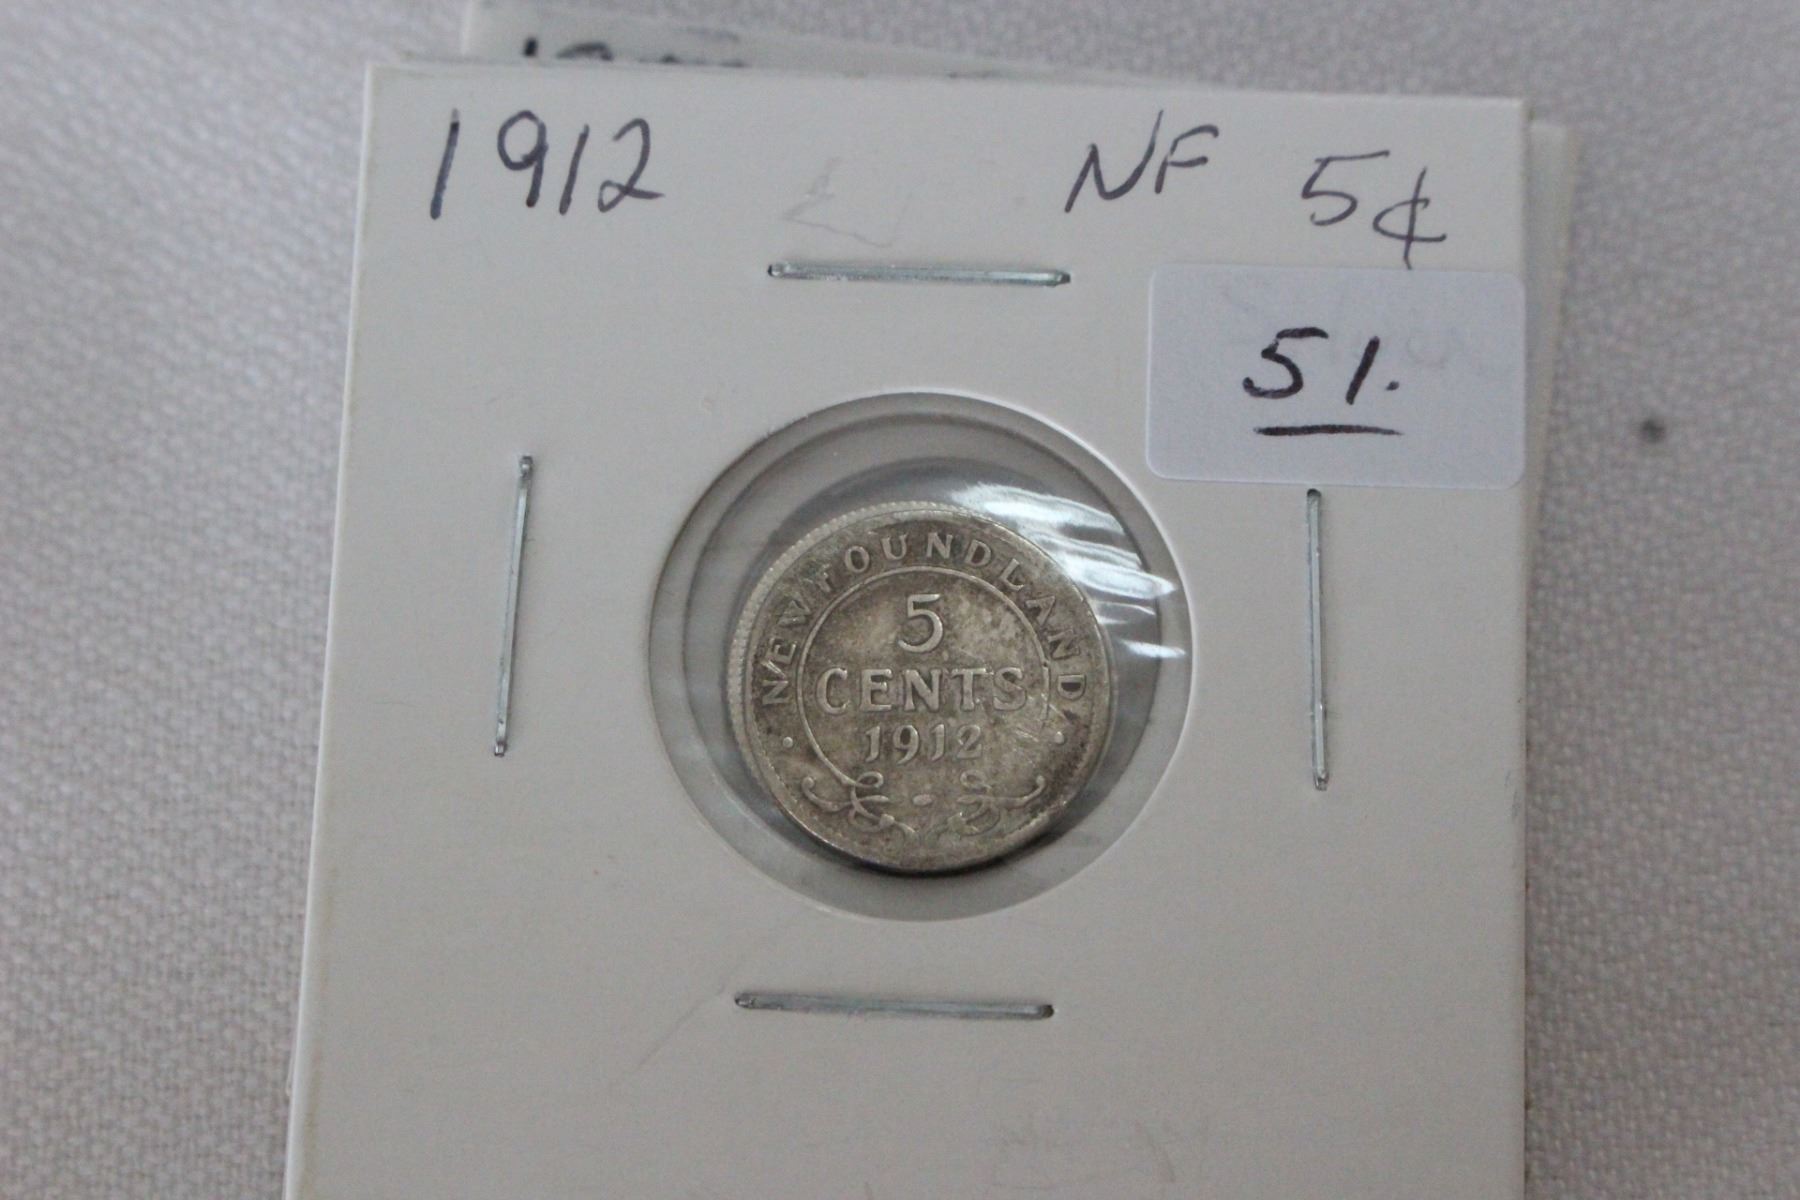 1912 NF 5¢
51.
NEWFOUNDLAND
5
CENTS
1912